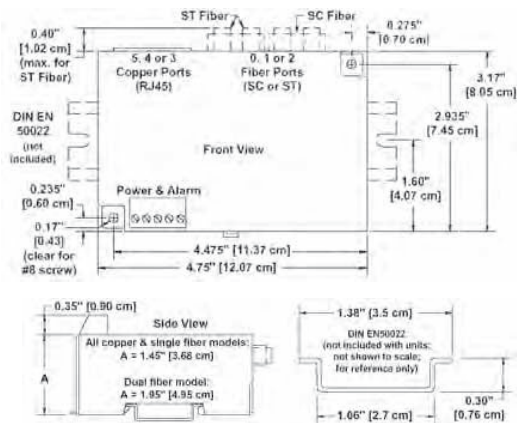 ST Fiber
SC Fiber
0.40"
[1.02 cm]
(max. for
ST Fiber)
5, 4 or 3
Copper Ports
(RJ45)
0, 1 or 2
Fiber Ports
(SC or ST)
0.275"
[0.70 cm]
3.17"
[8.05 cm]
2.935"
[7.45 cm]
DIN EN
50022
(not
included)
Front View
0.235"
[0.60 cm]
Power & Alarm
1.60"
[4.07 cm]
0.17"
[0.43]
(clear for
#8 screw)
4.475" [11.37 cm]
4.75" [12.07 cm]
0.35" [0.90 cm]
Side View
All copper & single fiber models:
A = 1.45" [3.68 cm]
A
Dual fiber model:
A = 1.95" [4.95 cm]
1.38" [3.5 cm]
DIN EN50022
(not included with units;
not shown to scale;
for reference only)
0.30"
[0.76 cm]
1.06" [2.7 cm]